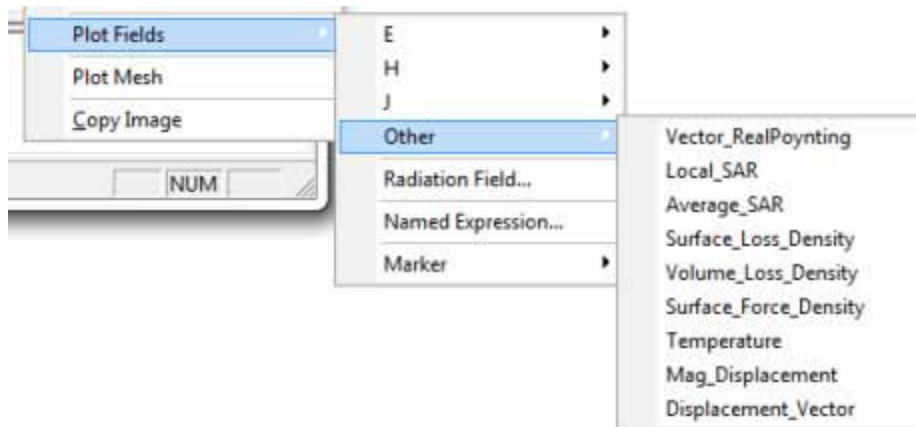 Plot Fields
Plot Mesh
Copy Image
NUM
E
H
J
Other
Radiation Field...
Named Expression...
Marker
Vector_RealPoynting
Local_SAR
Average_SAR
Surface_Loss_Density
Volume_Loss_Density
Surface_Force_Density
Temperature
Mag_Displacement
Displacement_Vector